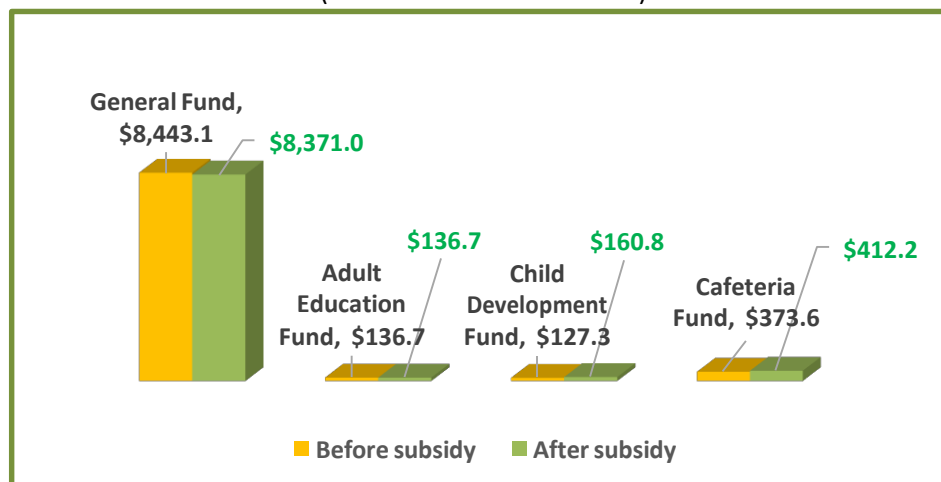 General Fund,
$8,443.1
$8,371.0
Adult
Education
Fund, $136.7
$136.7
Child
Development
Fund, $127.3
$160.8
Cafeteria
Fund, $373.6
$412.2
Before subsidy
After subsidy